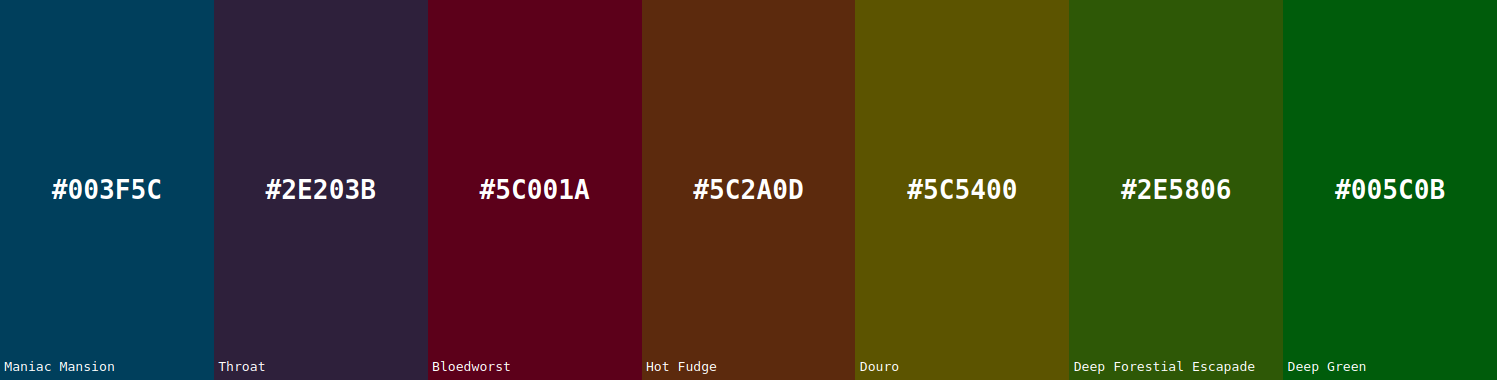 #003F5C
#2E203B
#5C001A
#5C2A0D
#5C5400
#2E5806
#005C0B
Maniac Mansion
Throat
Bloedworst
Hot Fudge
Douro
Deep Forestial Escapade
Deep Green